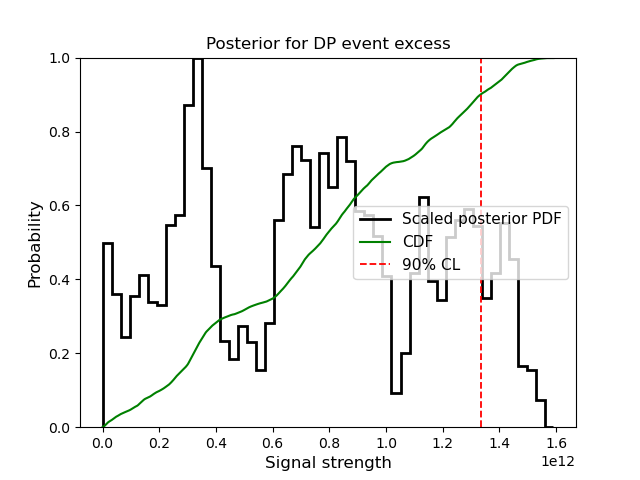 Posterior for DP event excess
1.0
0.8
0.6
0.4
0.2
0.0
Probability
Scaled posterior PDF
CDF
90% CL
0.0 0.2 0.4 0.6 0.8 1.0 1.2 1.4 1.6
1e12
Signal strength